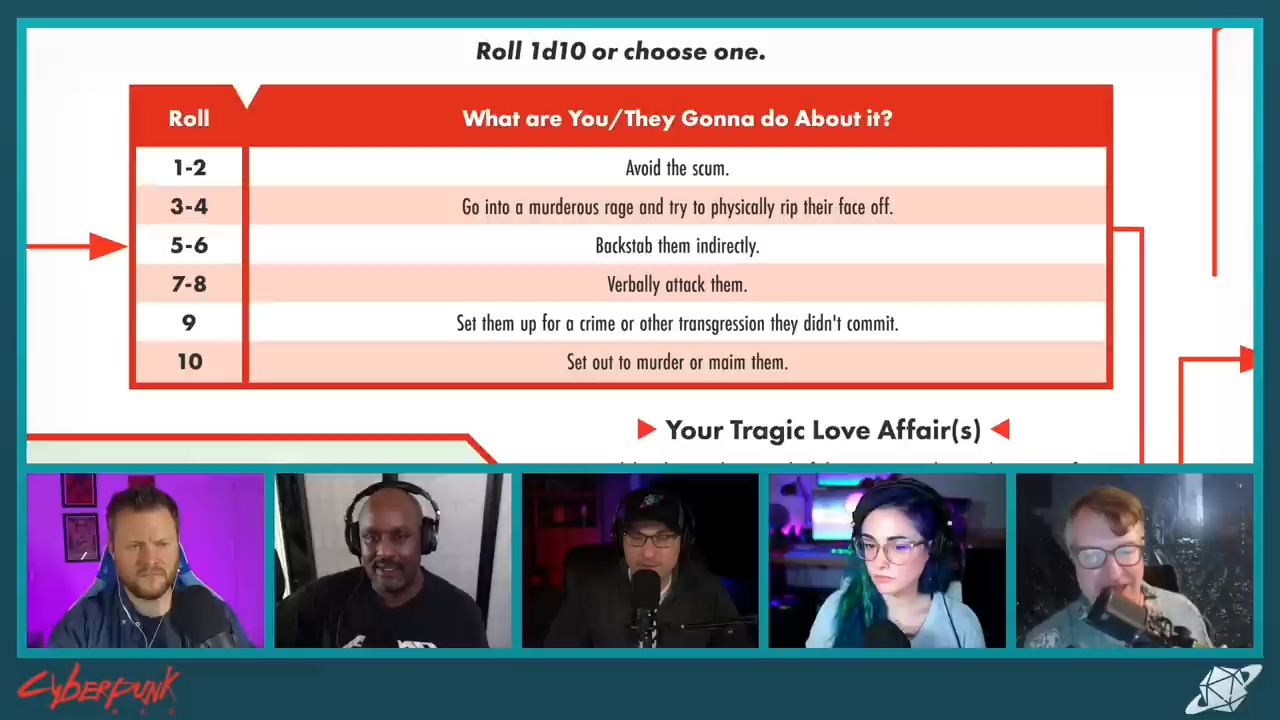 Roll 1d10 or choose one.
Roll What are You/They Gonna do About it?
1-2 Avoid the scum.
3-4 Go into a murderous rage and try to physically rip their face off.
5-6 Backstab them indirectly.
7-8 Verbally attack them.
9 Set them up for a crime or other transgression they didn't commit.
10 Set out to murder or maim them.
Your Tragic Love Affair(s)
CYBERPUNK
RED